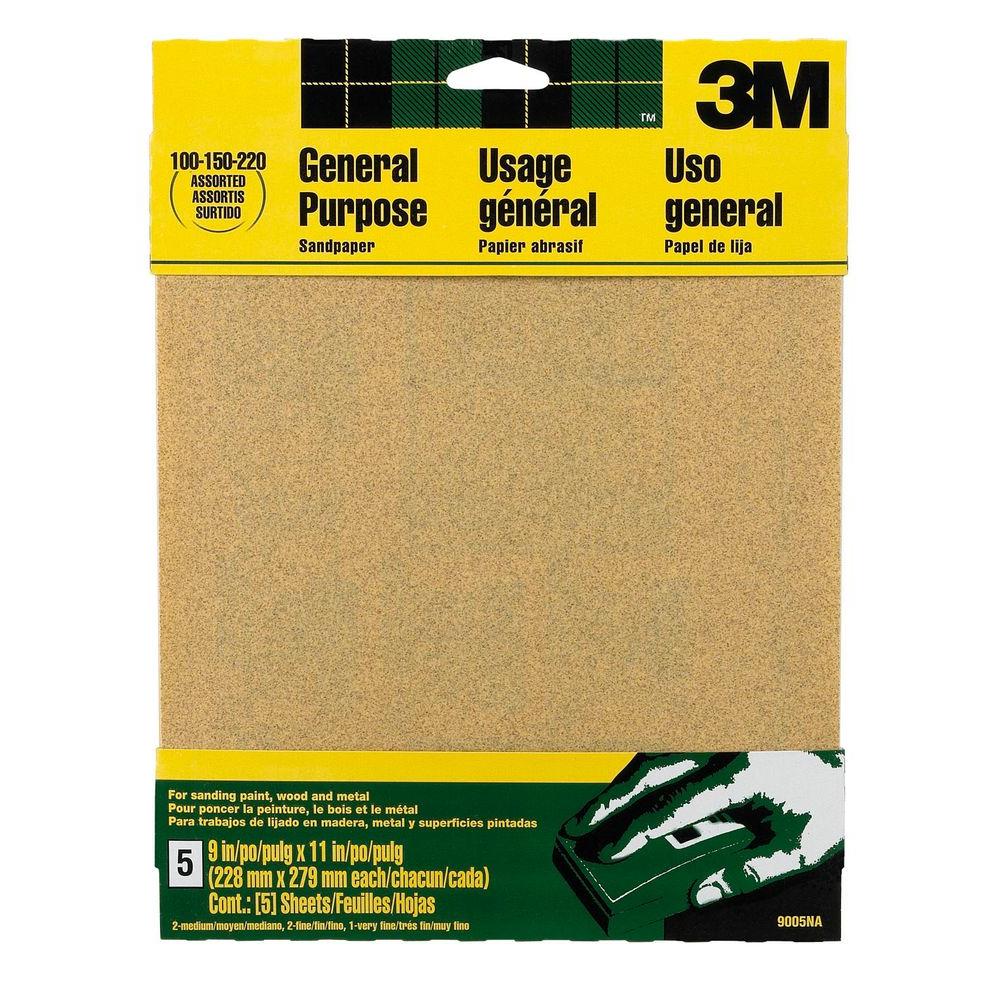 3M
TM
100-150-220
ASSORTED
ASSORTIS
SURTIDO
General
Purpose
Sandpaper
Usage
général
Papier abrasif
Uso
general
Papel de lija
For sanding paint, wood and metal
Pour poncer la peinture, le bois et le métal
Para trabajos de lijado en madera, metal y superficies pintadas
5
9 in/po/pulg x 11 in/po/pulg
(228 mm x 279 mm each/chacun/cada)
Cont.: [5] Sheets/Feuilles/Hojas
2-medium/moyen/mediano, 2-fine/fin/fino, 1-very fine/trés fin/muy fino
9005NA